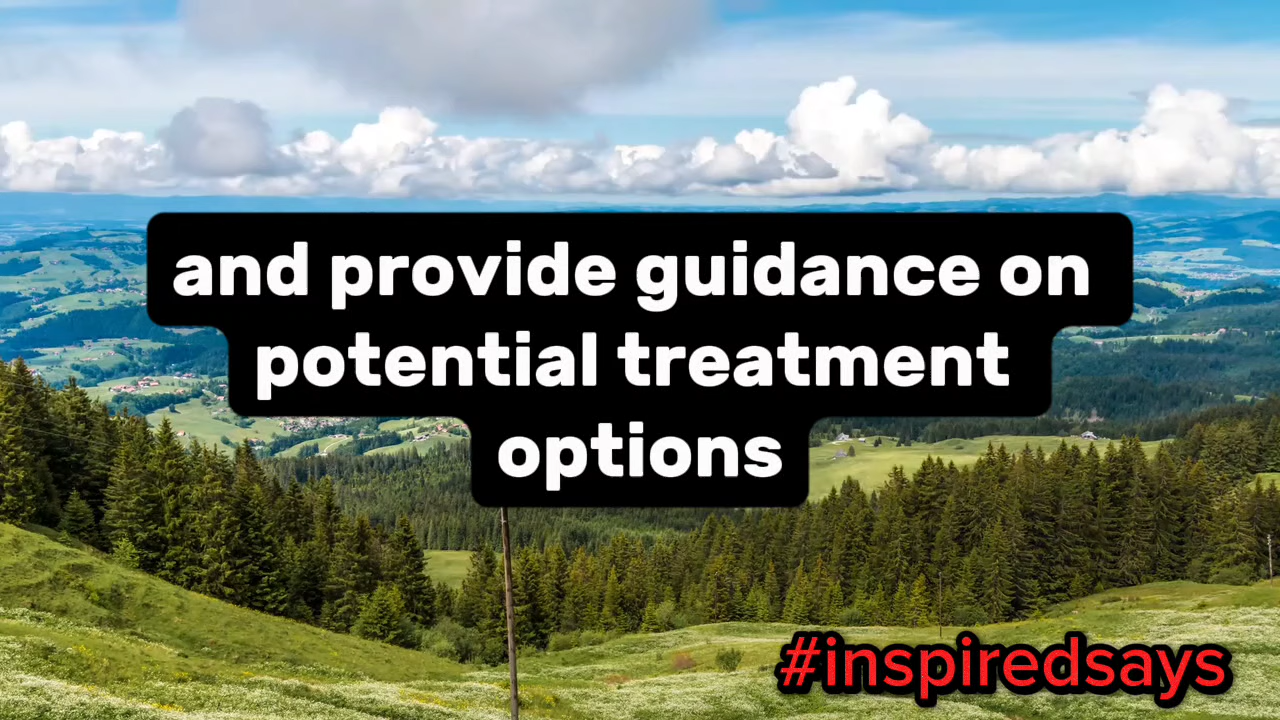 and provide guidance on
potential treatment
options
#inspiredsays